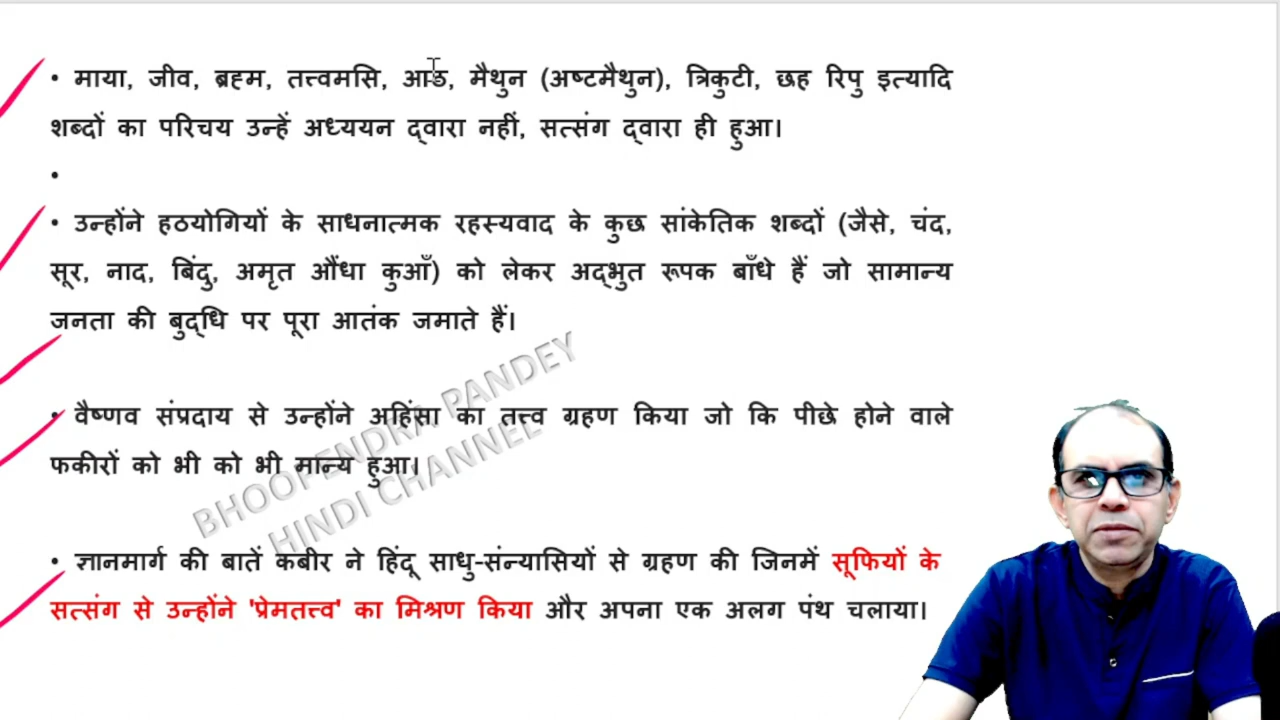 • माया, जीव, ब्रह्म, तत्त्वमसि, आठ, मैथुन (अष्टमैथुन), त्रिकुटी, छह रिपु इत्यादि
शब्दों का परिचय उन्हें अध्ययन द्वारा नहीं, सत्संग द्वारा ही हुआ।
•
• उन्होंने हठयोगियों के साधनात्मक रहस्यवाद के कुछ सांकेतिक शब्दों (जैसे, चंद,
सूर, नाद, बिंदु, अमृत औंधा कुआँ) को लेकर अद्भुत रूपक बाँधे हैं जो सामान्य
जनता की बुद्धि पर पूरा आतंक जमाते हैं।
• वैष्णव संप्रदाय से उन्होंने अहिंसा का तत्त्व ग्रहण किया जो कि पीछे होने वाले
फकीरों को भी को भी मान्य हुआ।
BHOOPENDRA PANDEY
HINDI CHANNEL
• ज्ञानमार्ग की बातें कबीर ने हिंदू साधु-संन्यासियों से ग्रहण की जिनमें सूफियों के
सत्संग से उन्होंने 'प्रेमतत्त्व' का मिश्रण किया और अपना एक अलग पंथ चलाया।